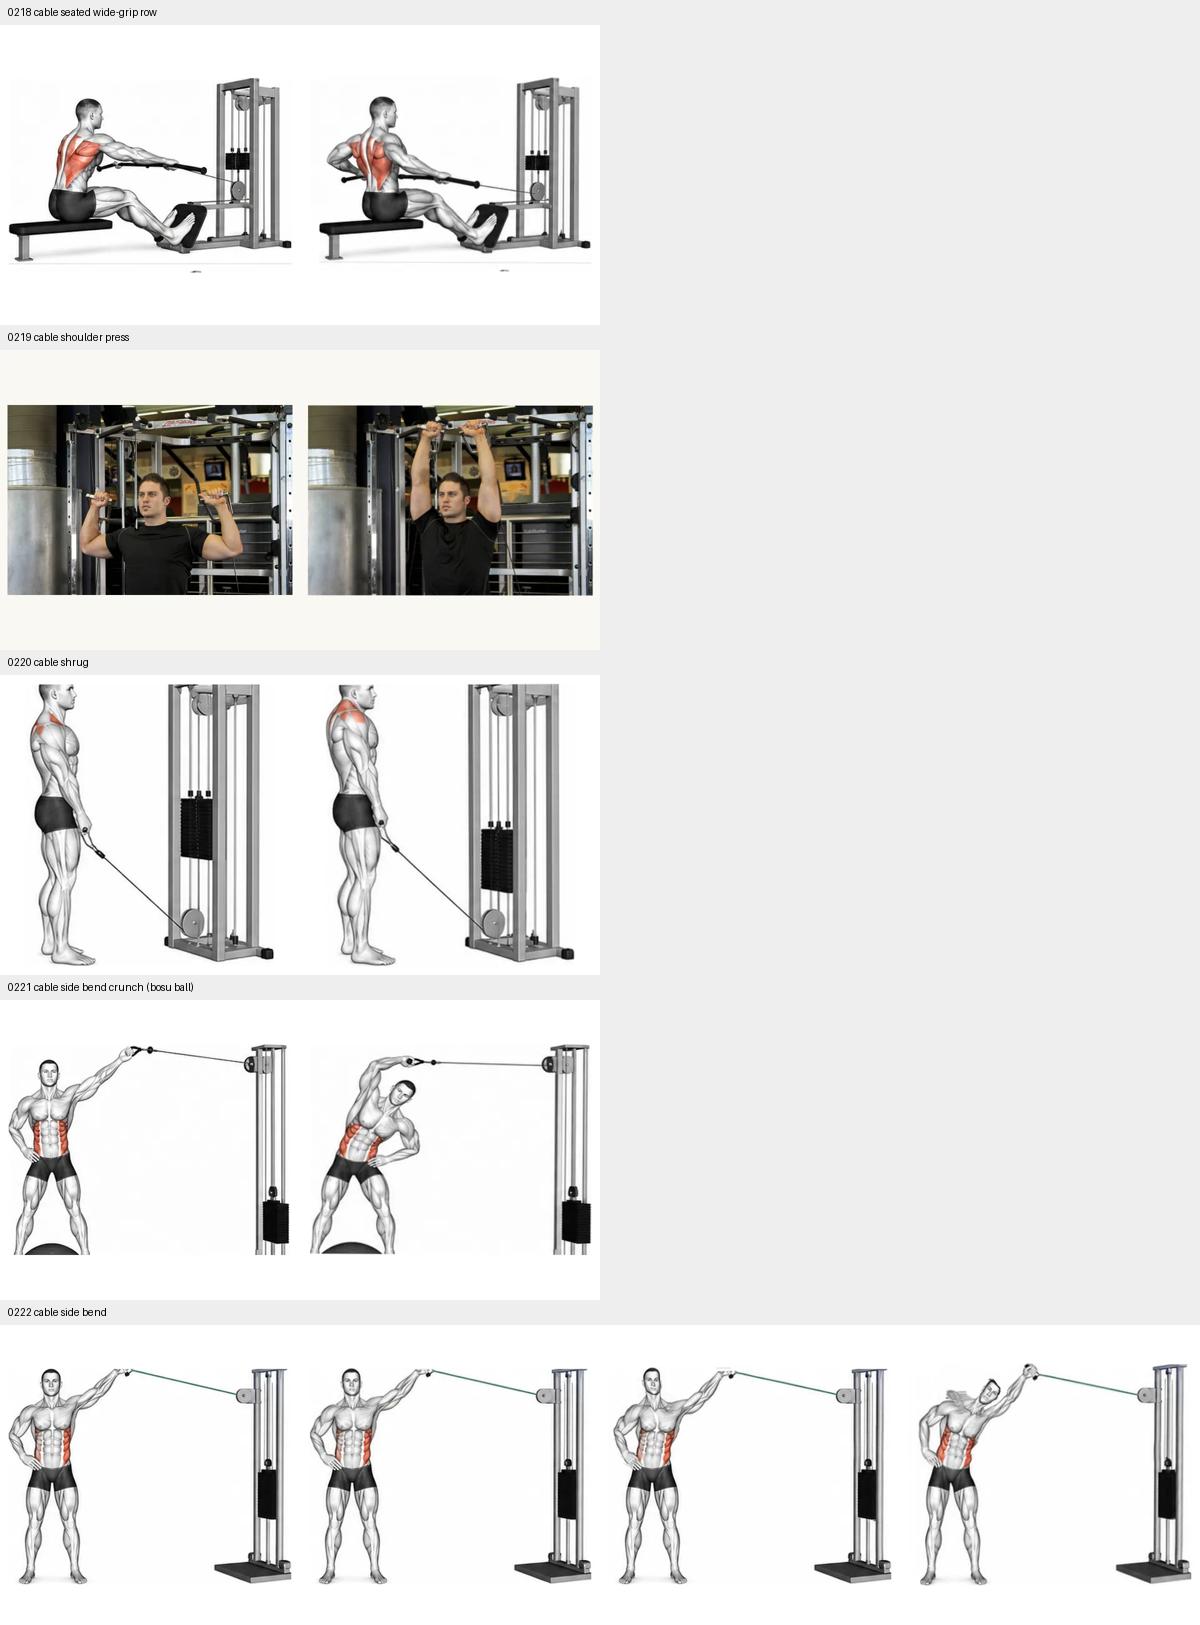 0218 cable seated wide-grip row
0219 cable shoulder press
0220 cable shrug
0221 cable side bend crunch (bosu ball)
0222 cable side bend